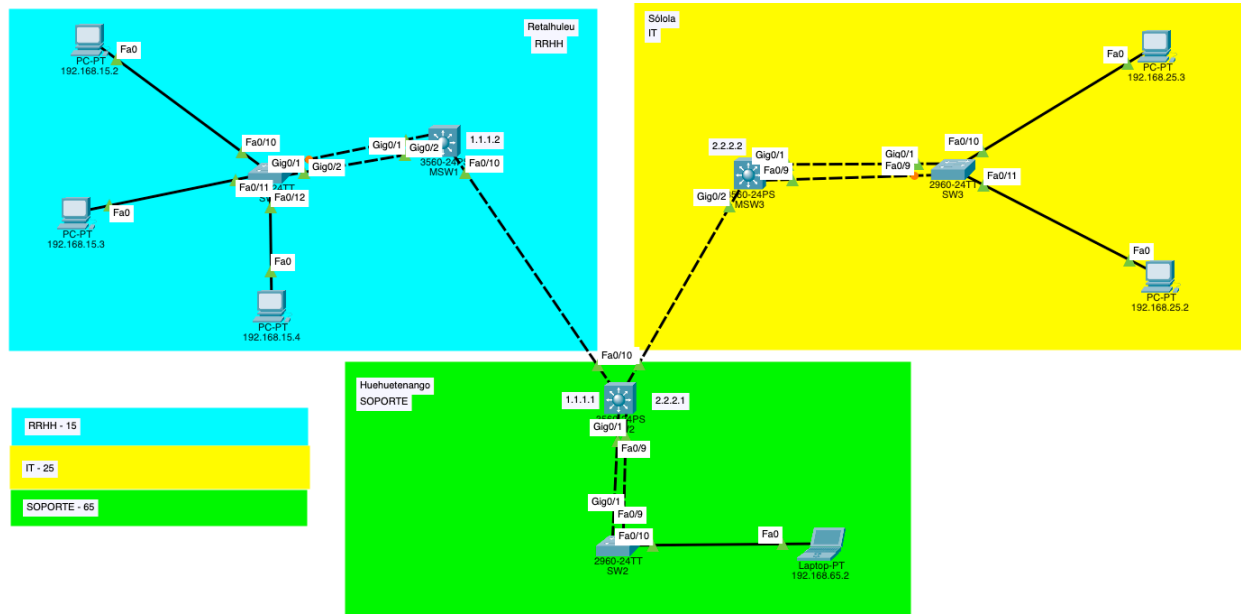 Retalhuleu
RRHH
Fa0
PC-PT
192.168.15.2
Fa0/10
Gig0/1
Gig0/2
Gig0/1
Gig0/2
1.1.1.2
MSW1
Fa0/10
24TT
Fa0/11
Fa0/12
Fa0
PC-PT
192.168.15.3
Fa0
PC-PT
192.168.15.4
Sólola
IT
Fa0
PC-PT
192.168.25.3
2.2.2.2
Gig0/1
Fa0/9
Gig0/2
MSW3
Gig0/1
Fa0/9
Fa0/10
2960-24TT
SW3
Fa0/11
Fa0
PC-PT
192.168.25.2
Fa0/10
Huehuetenango
SOPORTE
1.1.1.1
2.2.2.1
Gig0/1
Fa0/9
Gig0/1
Fa0/9
Fa0/10
2960-24TT
SW2
Fa0
Laptop-PT
192.168.65.2
RRHH - 15
IT - 25
SOPORTE - 65